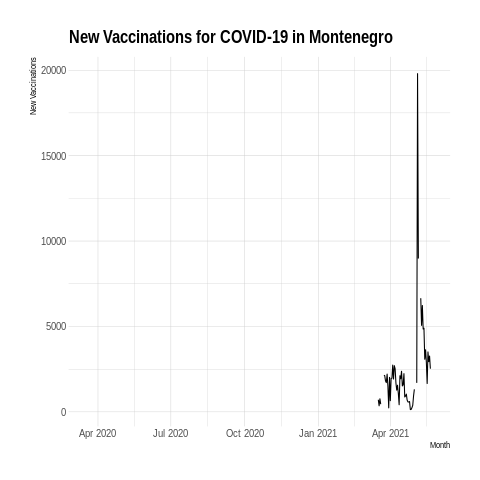 New Vaccinations for COVID-19 in Montenegro
New Vaccinations
20000
15000
10000
5000
0
Apr 2020 Jul 2020 Oct 2020 Jan 2021 Apr 2021
Month